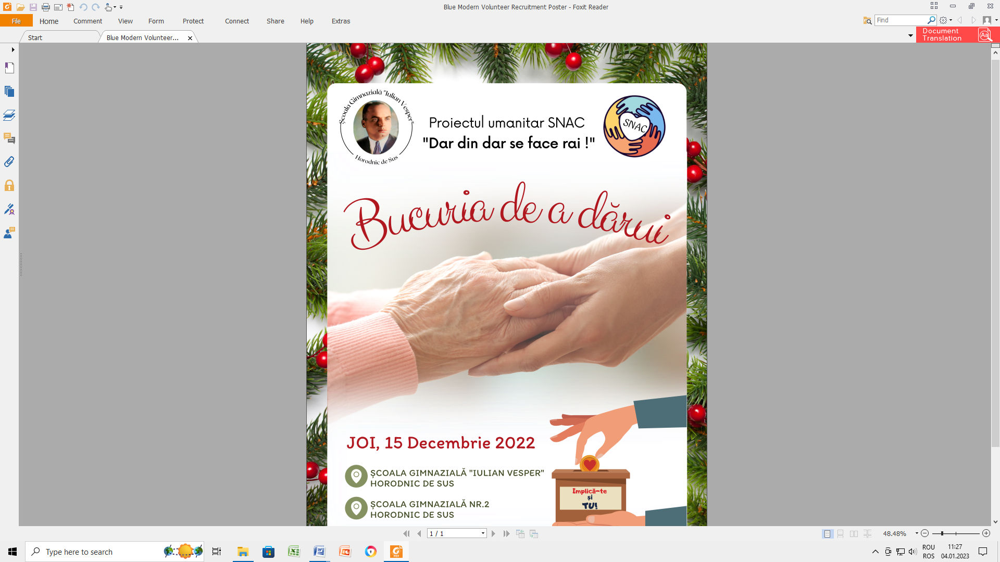 Blue Modern Volunteer Recruitment Poster - Foxit Reader
File Home Comment View Form Protect Connect Share Help Extras
Find
Start
Blue Modern Volunteer...
Document
Translation
Aa
Școala Gimnazială "Iulian Vesper"
Horodnic de Sus
Proiectul umanitar SNAC
"Dar din dar se face rai !"
SNAC
Bucuria de a dărui
JOI, 15 Decembrie 2022
ȘCOALA GIMNAZIALĂ "IULIAN VESPER"
HORODNIC DE SUS
ȘCOALA GIMNAZIALĂ NR.2
HORODNIC DE SUS
Implică-te
și
TU!
1 / 1
48.48%
Type here to search
ROU
ROS
11:27
04.01.2023